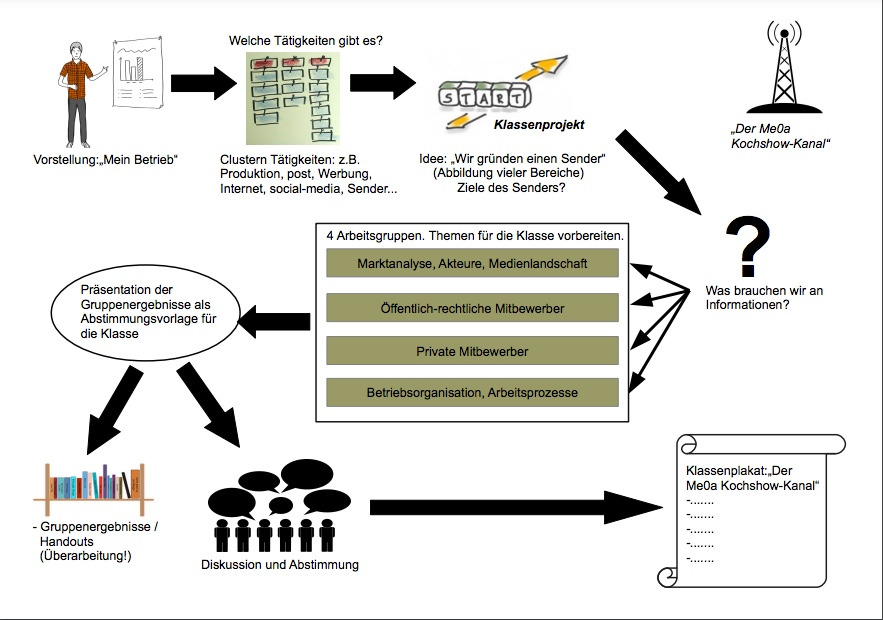 Welche Tätigkeiten gibt es?
Vorstellung:„Mein Betrieb“
Clustern Tätigkeiten: z.B.
Produktion, post, Werbung,
Internet, social-media, Sender...
START
Klassenprojekt
Idee: „Wir gründen einen Sender“
(Abbildung vieler Bereiche)
Ziele des Senders?
„Der Me0a
Kochshow-Kanal“
?
Was brauchen wir an
Informationen?
4 Arbeitsgruppen. Themen für die Klasse vorbereiten.
Marktanalyse, Akteure, Medienlandschaft
Öffentlich-rechtliche Mitbewerber
Private Mitbewerber
Betriebsorganisation, Arbeitsprozesse
Präsentation der
Gruppenergebnisse als
Abstimmungsvorlage für
die Klasse
- Gruppenergebnisse /
Handouts
(Überarbeitung!)
Diskussion und Abstimmung
Klassenplakat:„Der
Me0a Kochshow-Kanal“
-.......
-.......
-.......
-.......
-.......